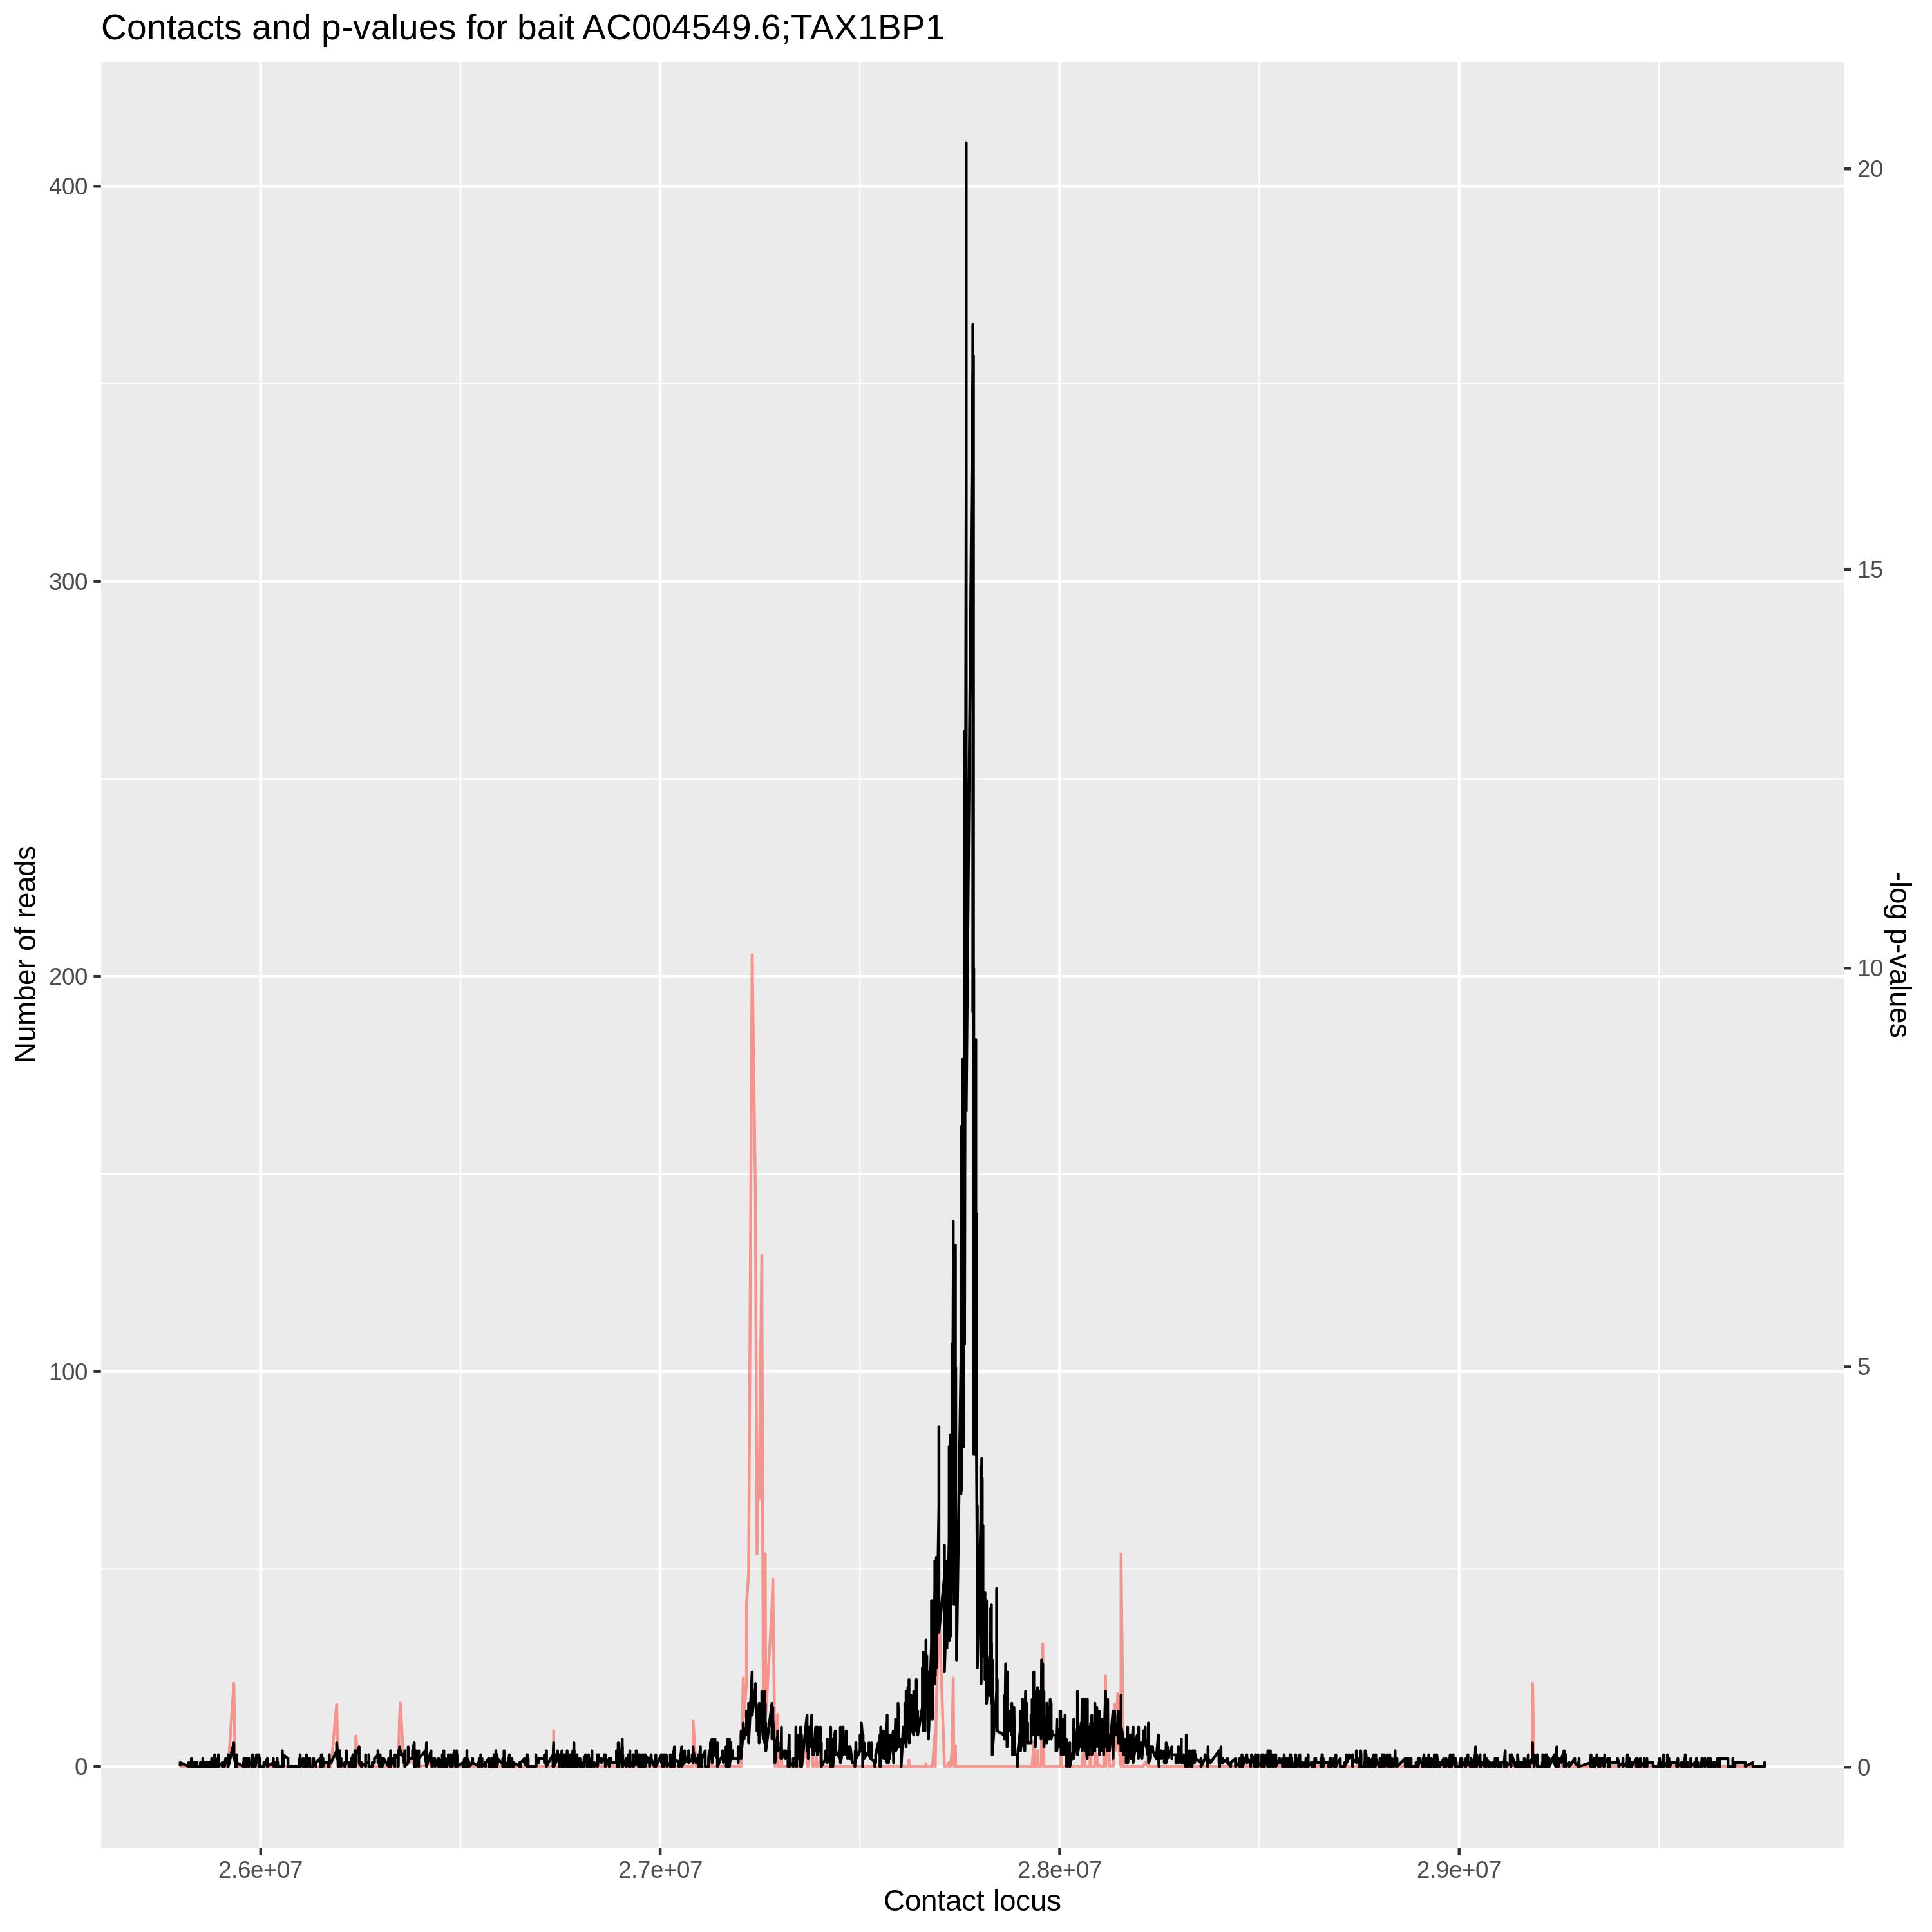 Contacts and p-values for bait AC004549.6;TAX1BP1
400
300
200
100
0
Number of reads
20
15
10
5
0
-log p-values
2.6e+07
2.7e+07
2.8e+07
2.9e+07
Contact locus